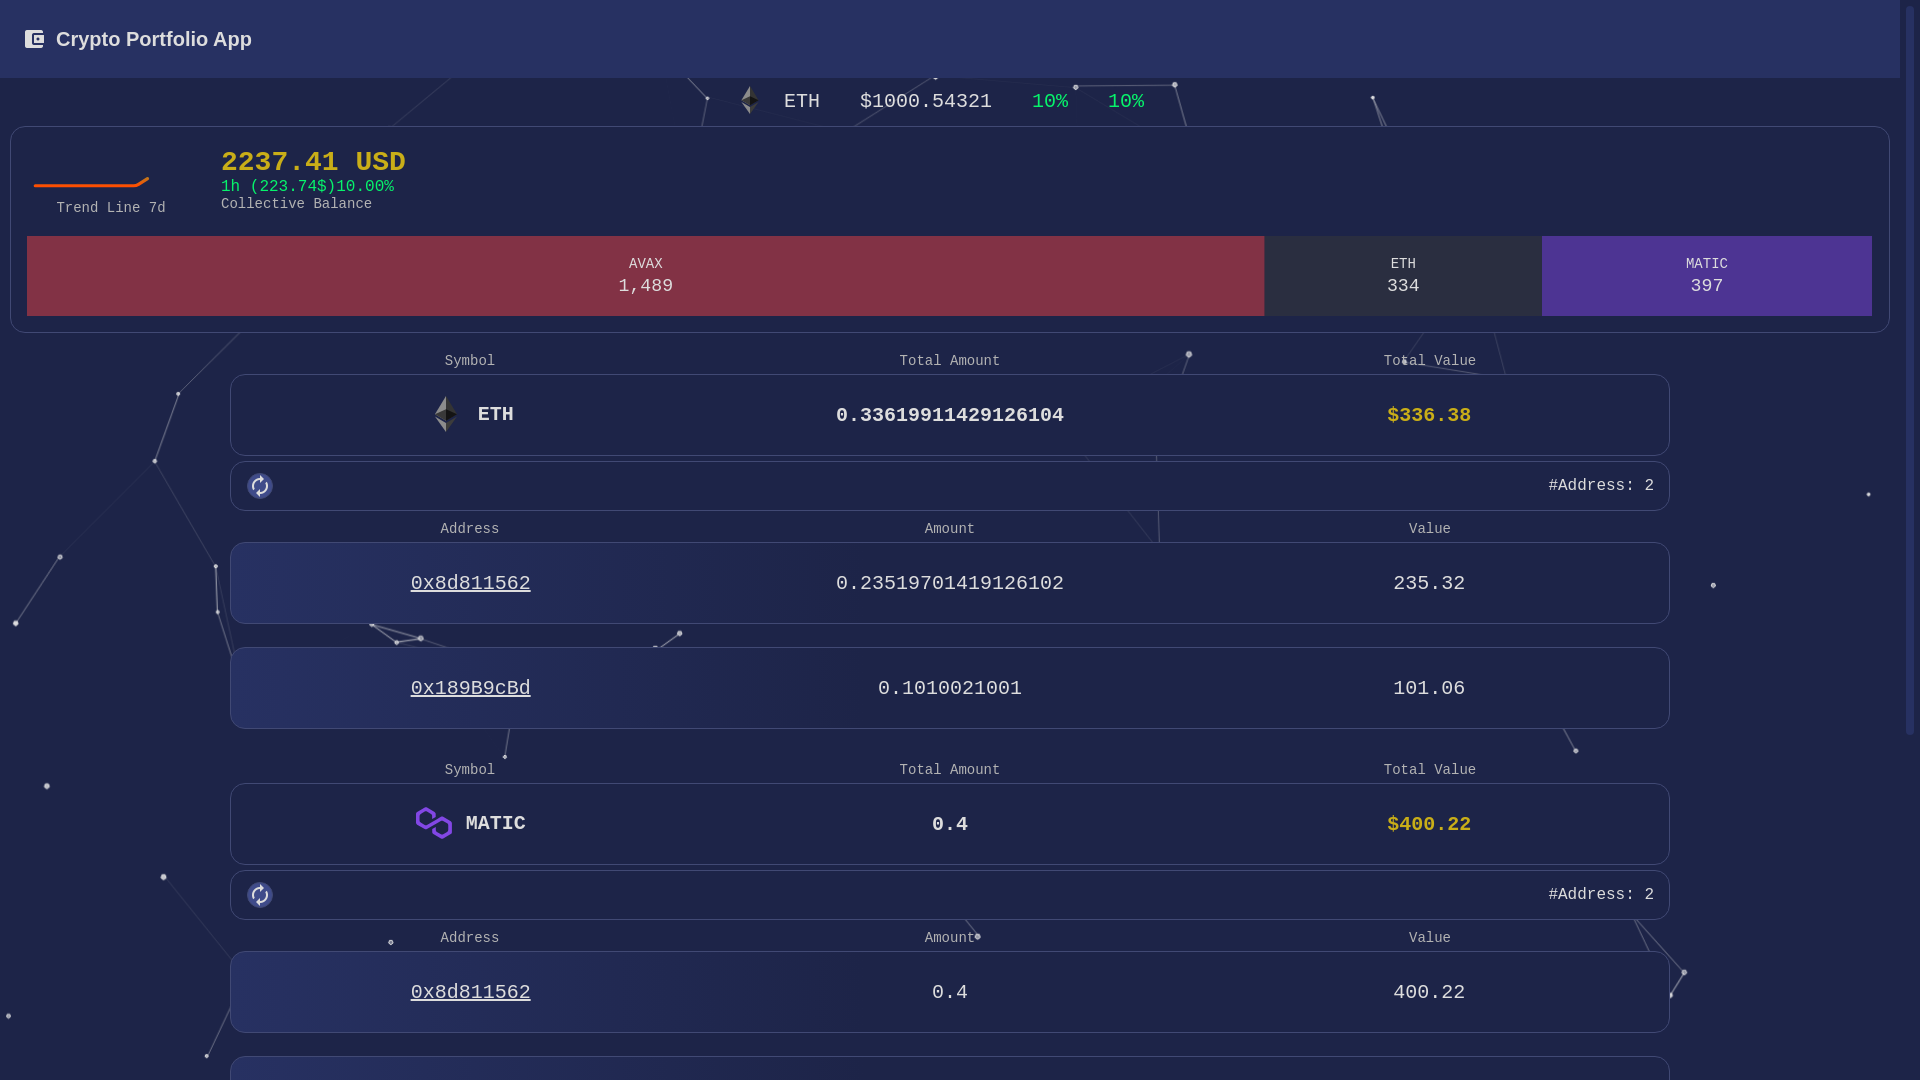 Crypto Portfolio App
ETH $1000.54321 10% 10%
2237.41 USD
1h (223.74$)10.00%
Collective Balance
Trend Line 7d
AVAX ETH MATIC
1,489 334 397
Symbol Total Amount Total Value
ETH 0.33619911429126104 $336.38
#Address: 2
Address Amount Value
0x8d811562 0.23519701419126102 235.32
0x189B9cBd 0.1010021001 101.06
Symbol Total Amount Total Value
MATIC 0.4 $400.22
#Address: 2
Address Amount Value
0x8d811562 0.4 400.22